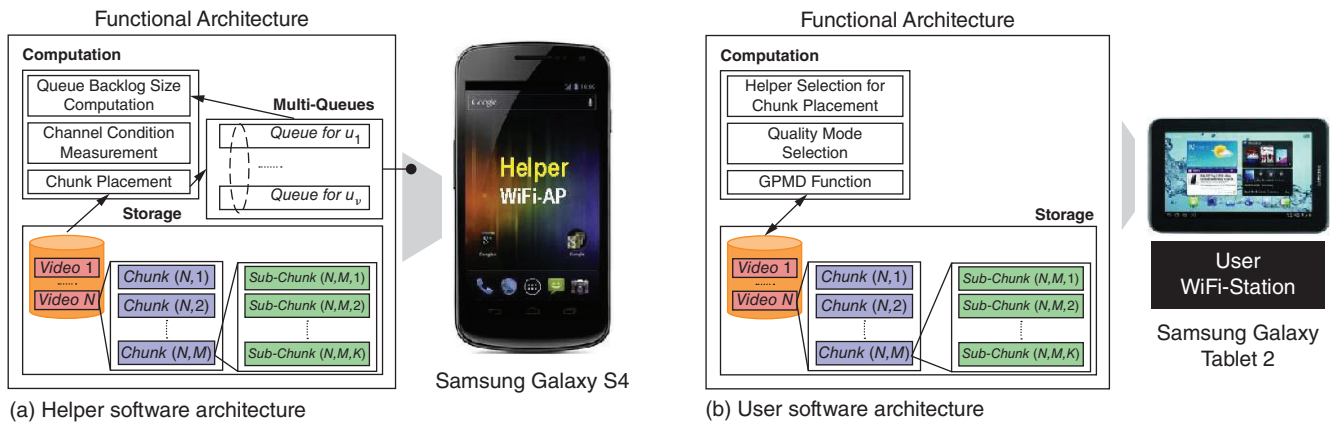 Functional Architecture
Computation
Queue Backlog Size
Computation
Channel Condition
Measurement
Chunk Placement
Multi-Queues
Queue for u1
Queue for uν
Storage
Video 1
Video N
Chunk (N,1)
Chunk (N,2)
Chunk (N,M)
Sub-Chunk (N,M,1)
Sub-Chunk (N,M,2)
Sub-Chunk (N,M,K)
Google
Helper
WiFi-AP
Samsung Galaxy S4
(a) Helper software architecture
Functional Architecture
Computation
Helper Selection for
Chunk Placement
Quality Mode
Selection
GPMD Function
Storage
Video 1
Video N
Chunk (N,1)
Chunk (N,2)
Chunk (N,M)
Sub-Chunk (N,M,1)
Sub-Chunk (N,M,2)
Sub-Chunk (N,M,K)
User
WiFi-Station
Samsung Galaxy
Tablet 2
(b) User software architecture